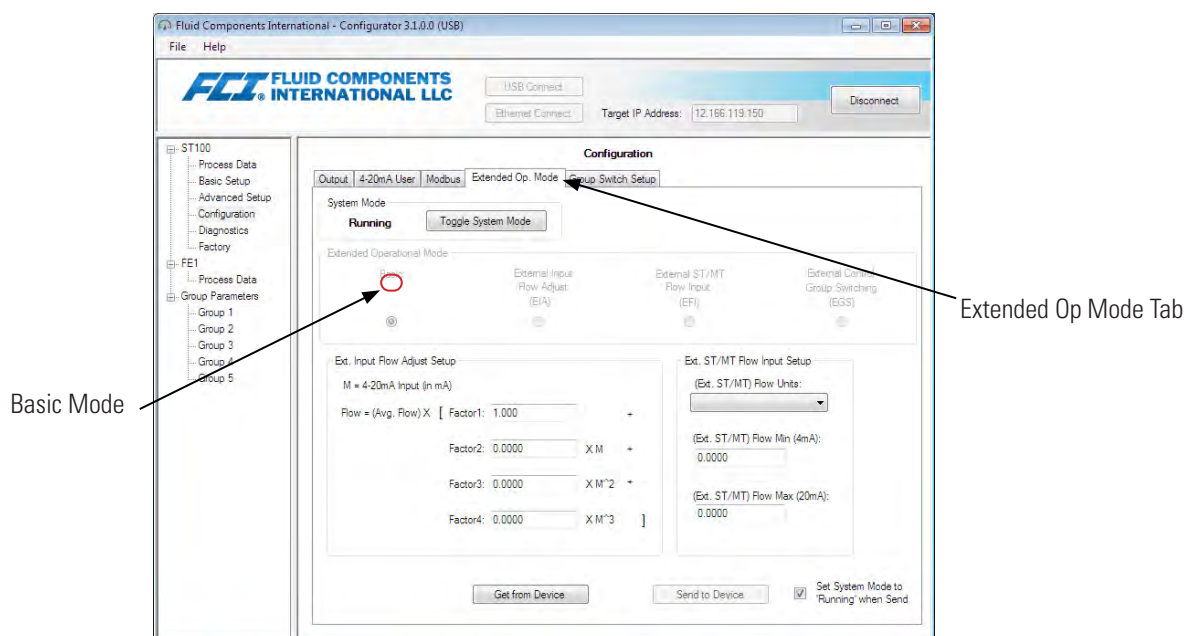 Fluid Components International - Configurator 3.1.0.0 (USB)
File Help
FCI® FLUID COMPONENTS
INTERNATIONAL LLC
USB Connect
Ethernet Connect
Target IP Address: 12.166.119.150
Disconnect
ST100
Process Data
Basic Setup
Advanced Setup
Configuration
Diagnostics
Factory
FE1
Process Data
Group Parameters
Group 1
Group 2
Group 3
Group 4
Group 5
Configuration
Output 4-20mA User Modbus Extended Op. Mode Group Switch Setup
System Mode
Running Toggle System Mode
Extended Operational Mode
Basic
External Input
Flow Adjust
(EIA)
External ST/MT
Flow Input
(EFI)
External Control
Group Switching
(EGS)
Ext. Input Flow Adjust Setup
M = 4-20mA Input (in mA)
Flow = (Avg. Flow) X [ Factor1: 1.000 +
Factor2: 0.0000 X M +
Factor3: 0.0000 X M^2 +
Factor4: 0.0000 X M^3 ]
Ext. ST/MT Flow Input Setup
(Ext. ST/MT) Flow Units:
(Ext. ST/MT) Flow Min (4mA):
0.0000
(Ext. ST/MT) Flow Max (20mA):
0.0000
Get from Device
Send to Device
Set System Mode to
'Running' when Send
Extended Op Mode Tab
Basic Mode